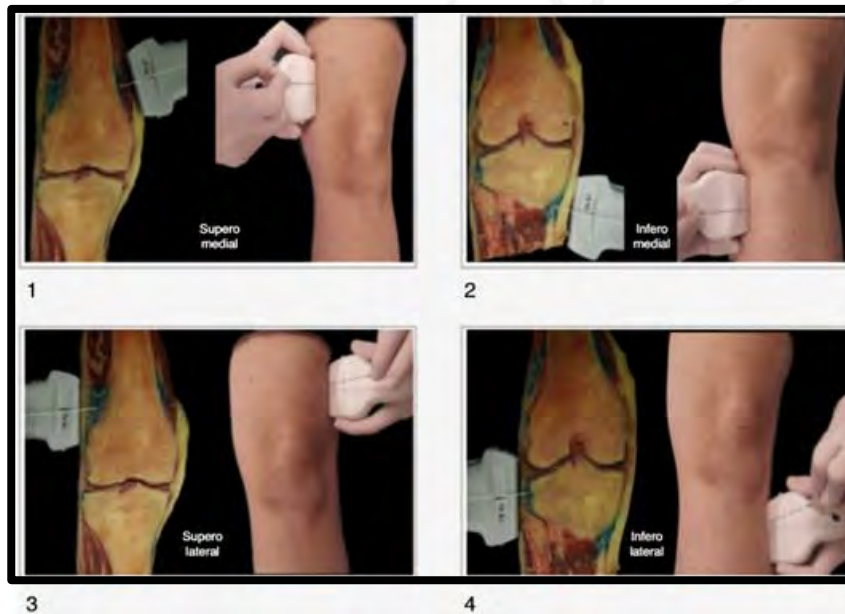 Supero
medial
Infero
medial
1
2
Supero
lateral
Infero
lateral
3
4